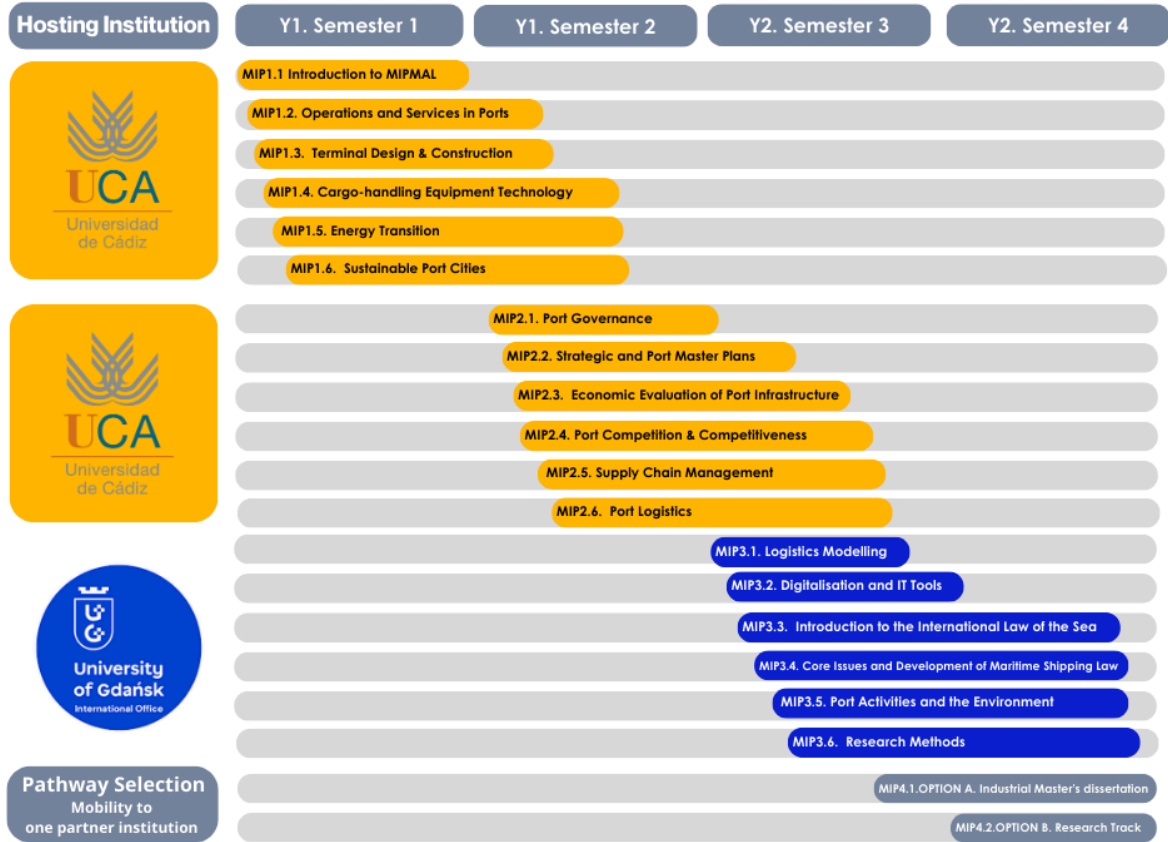 Hosting Institution
Y1. Semester 1
Y1. Semester 2
Y2. Semester 3
Y2. Semester 4
UCA
Universidad
de Cádiz
MIP1.1 Introduction to MIPMAL
MIP1.2. Operations and Services in Ports
MIP1.3. Terminal Design & Construction
MIP1.4. Cargo-handling Equipment Technology
MIP1.5. Energy Transition
MIP1.6. Sustainable Port Cities
UCA
Universidad
de Cádiz
MIP2.1. Port Governance
MIP2.2. Strategic and Port Master Plans
MIP2.3. Economic Evaluation of Port Infrastructure
MIP2.4. Port Competition & Competitiveness
MIP2.5. Supply Chain Management
MIP2.6. Port Logistics
University
of Gdańsk
International Office
MIP3.1. Logistics Modelling
MIP3.2. Digitalisation and IT Tools
MIP3.3. Introduction to the International Law of the Sea
MIP3.4. Core Issues and Development of Maritime Shipping Law
MIP3.5. Port Activities and the Environment
MIP3.6. Research Methods
Pathway Selection
Mobility to
one partner institution
MIP4.1.OPTION A. Industrial Master's dissertation
MIP4.2.OPTION B. Research Track